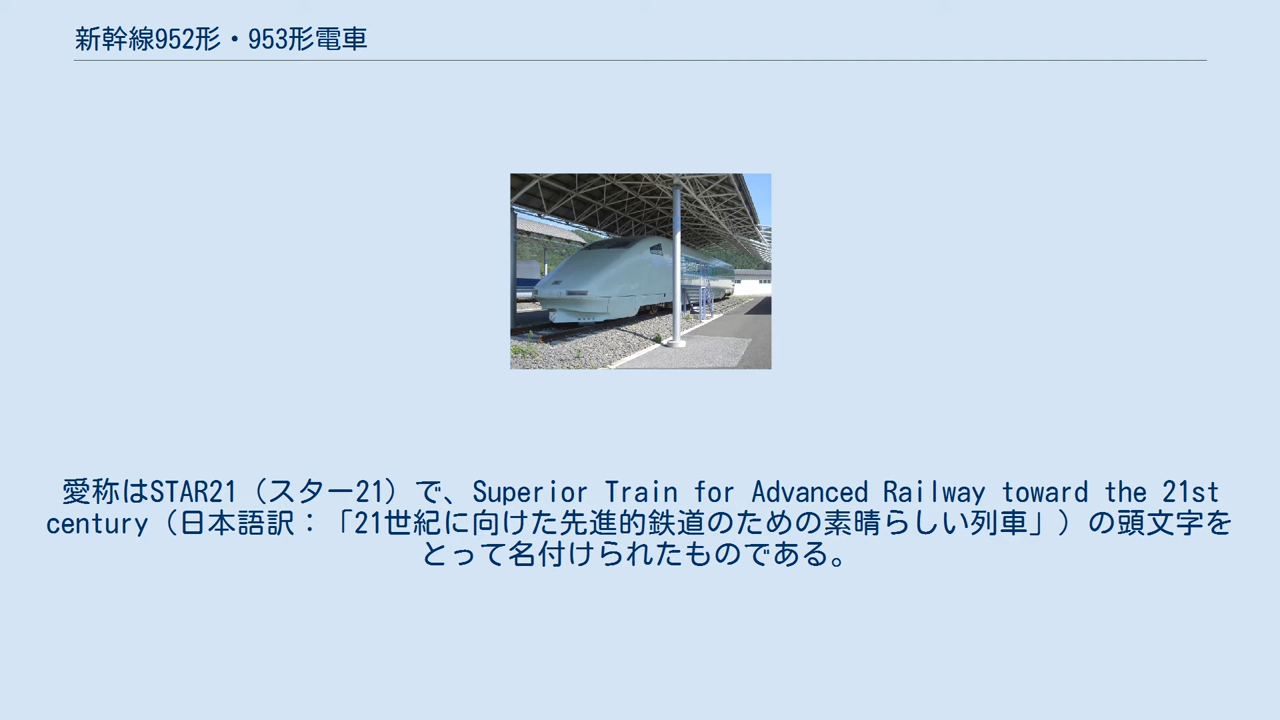 新幹線952形・953形電車
愛称はSTAR21（スター21）で、Superior Train for Advanced Railway toward the 21st
century（日本語訳：「21世紀に向けた先進的鉄道のための素晴らしい列車」）の頭文字を
とって名付けられたものである。